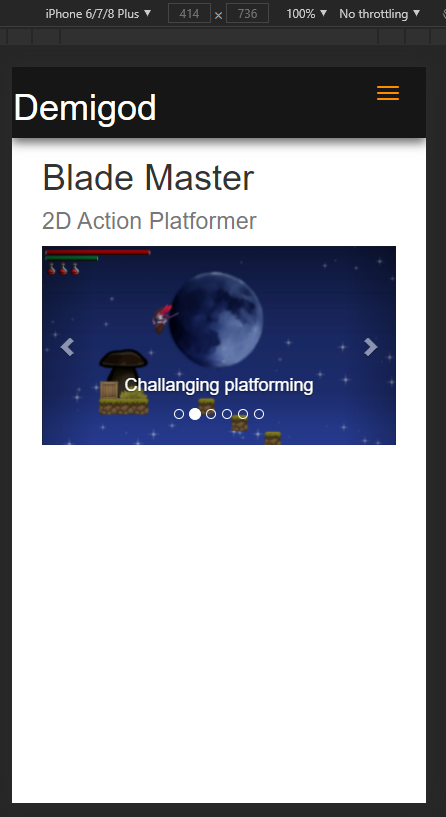 iPhone 6/7/8 Plus ▼ 414 × 736 100% ▼ No throttling ▼
Demigod
Blade Master
2D Action Platformer
Challanging platforming